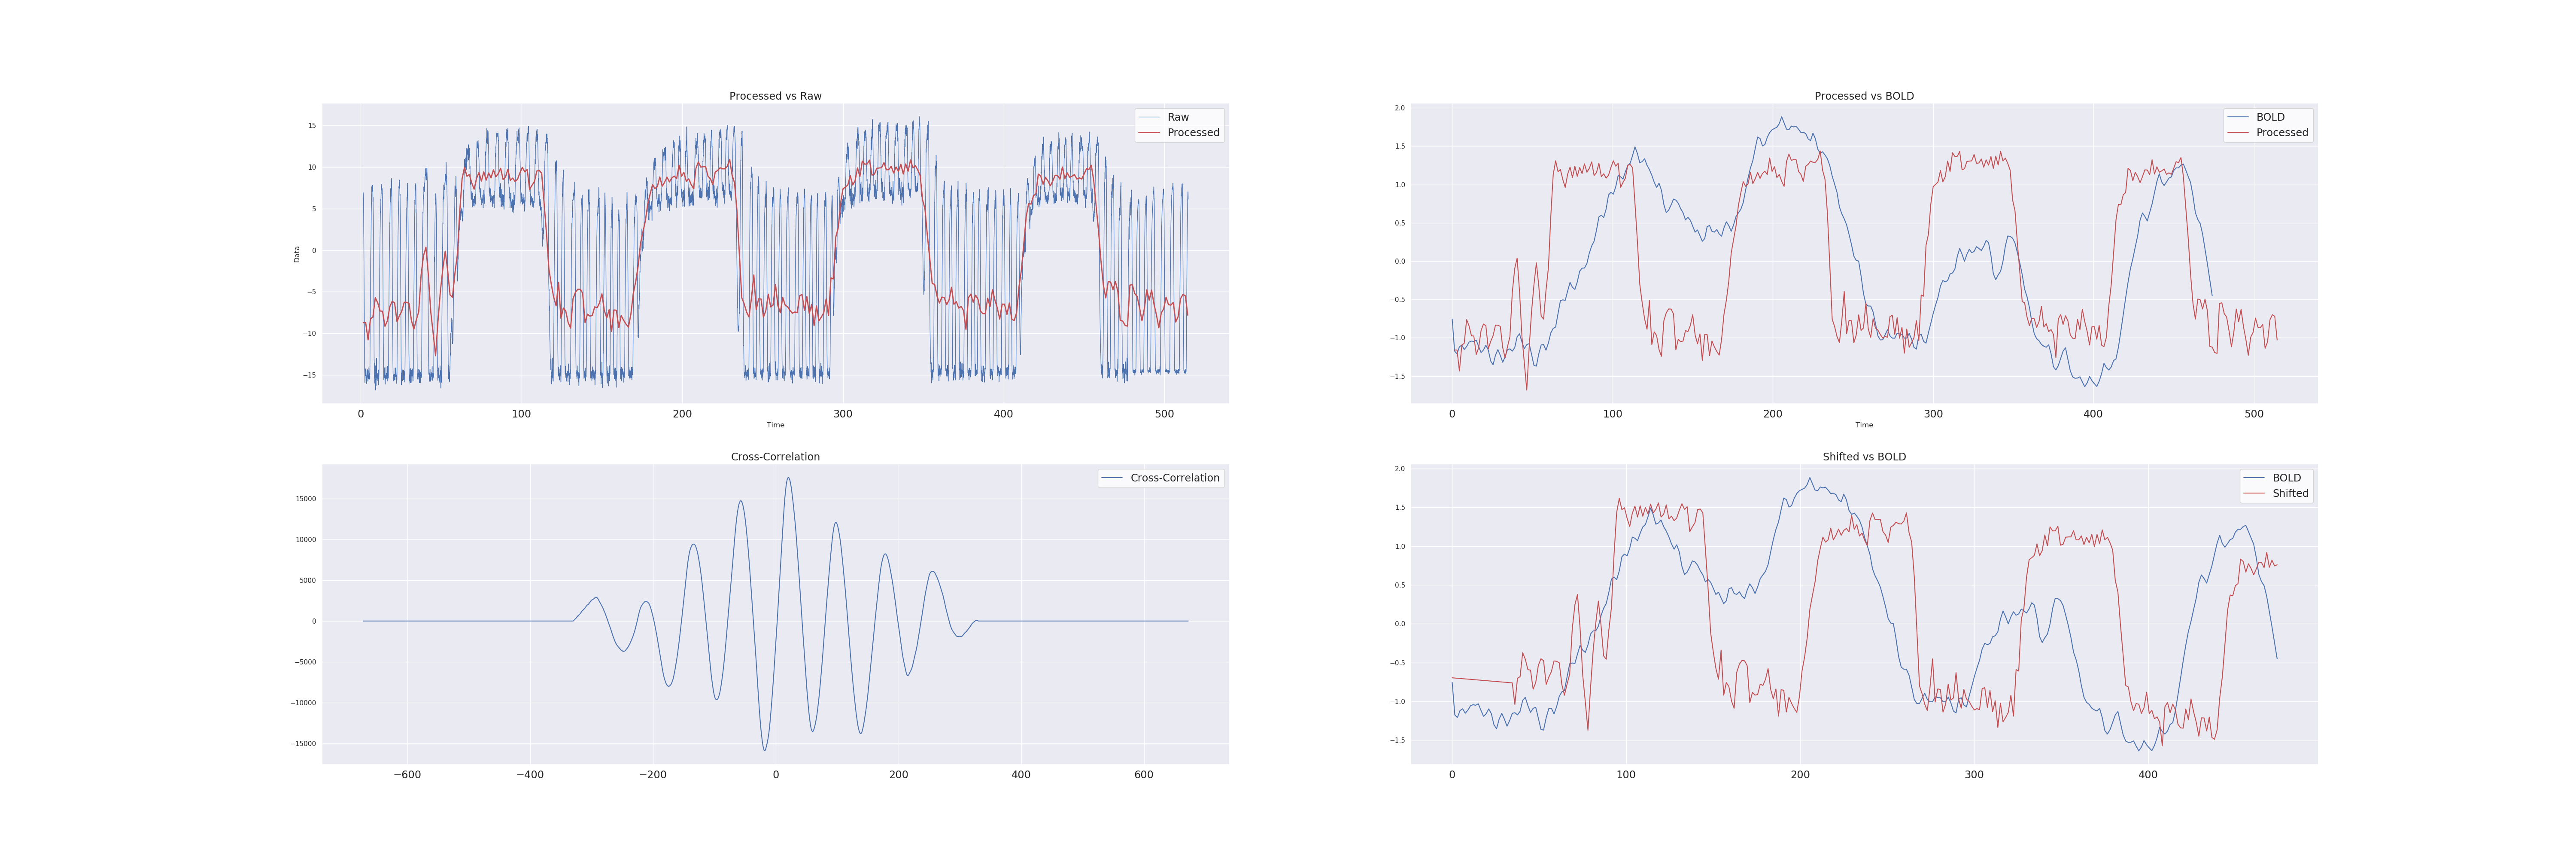 Processed vs Raw
Raw
Processed
15
10
5
0
−5
−10
−15
Data
0 100 200 300 400 500
Time
Processed vs BOLD
BOLD
Processed
2.0
1.5
1.0
0.5
0.0
−0.5
−1.0
−1.5
0 100 200 300 400 500
Time
Cross-Correlation
Cross-Correlation
15000
10000
5000
0
−5000
−10000
−15000
−600 −400 −200 0 200 400 600
Shifted vs BOLD
BOLD
Shifted
2.0
1.5
1.0
0.5
0.0
−0.5
−1.0
−1.5
0 100 200 300 400